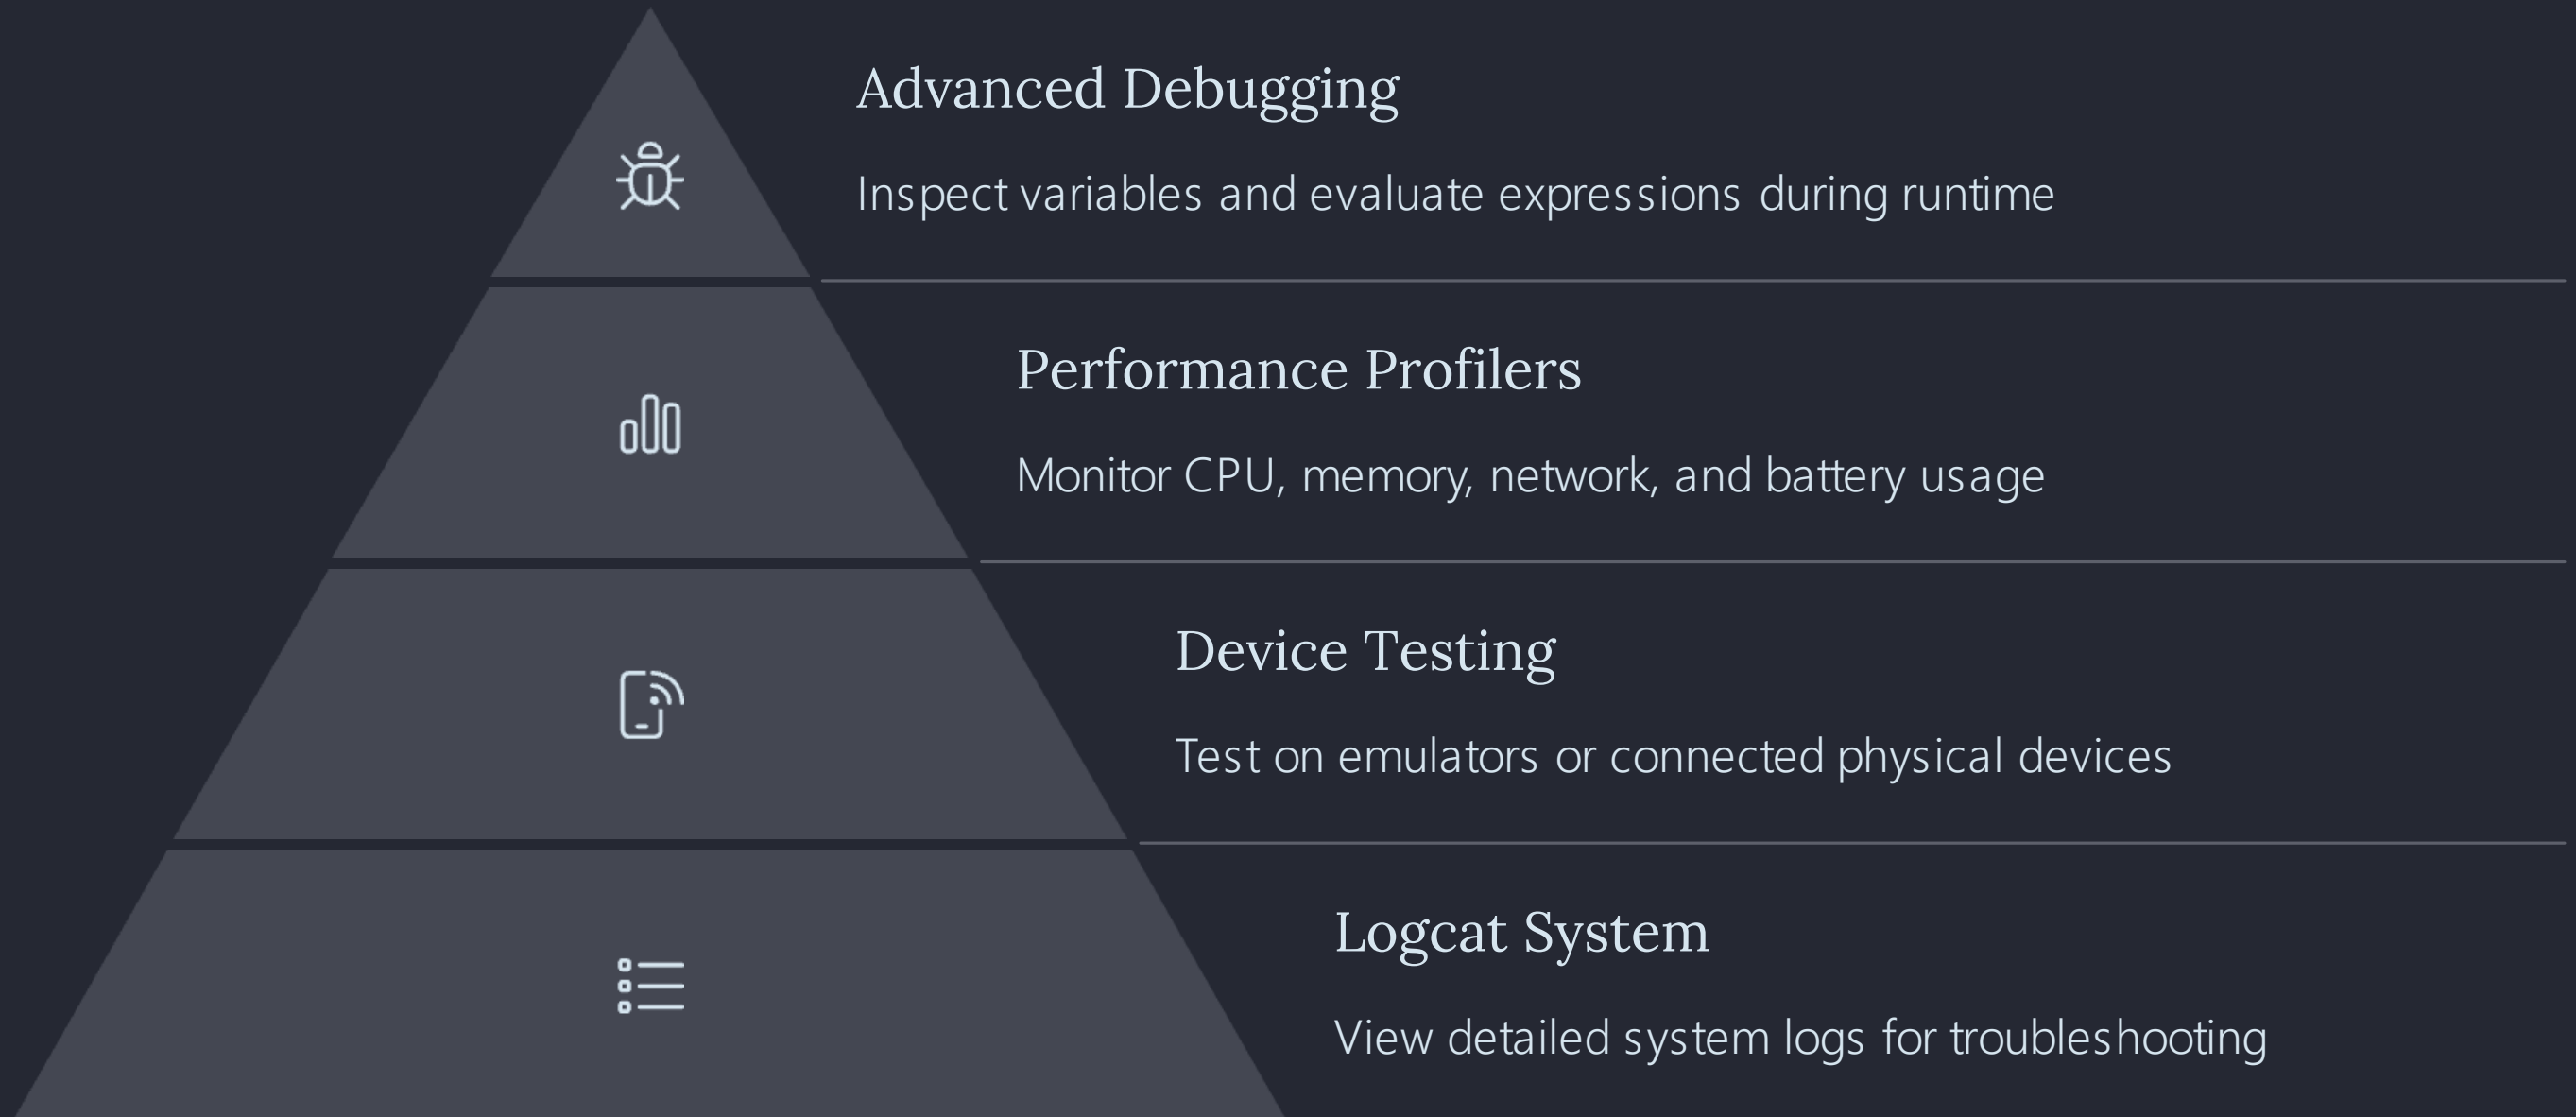 Advanced Debugging
Inspect variables and evaluate expressions during runtime
Performance Profilers
Monitor CPU, memory, network, and battery usage
Device Testing
Test on emulators or connected physical devices
Logcat System
View detailed system logs for troubleshooting